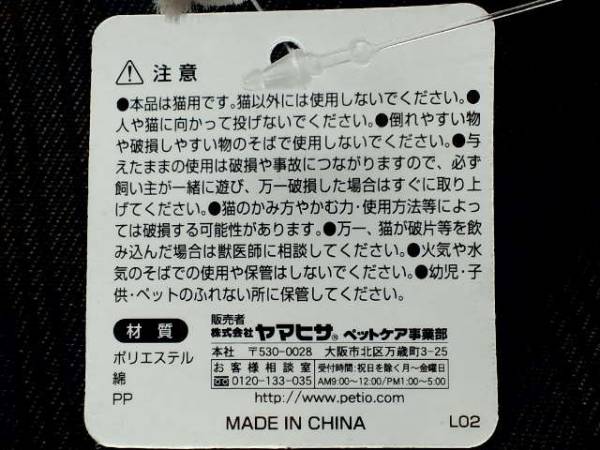 注意
●本品は猫用です。猫以外には使用しないでください。●
人や猫に向かって投げないでください。●倒れやすい物
や破損しやすい物のそばで使用しないでください。●与
えたままの使用は破損や事故につながりますので、必ず
飼い主が一緒に遊び、万一破損した場合はすぐに取り上
げてください。●猫のかみ方やかむ力・使用方法等によっ
ては破損する可能性があります。●万一、猫が破片等を飲
み込んだ場合は獣医師に相談してください。●火気や水
気のそばでの使用や保管はしないでください。●幼児・子
供・ペットのふれない所に保管してください。
材質
ポリエステル
綿
PP
販売者
株式会社 ヤマヒサ® ペットケア事業部
本社 〒530-0028 大阪市北区万歳町3-25
お客様相談室 受付時間:祝日を除く月〜金曜日
0120-133-035 AM9:00〜12:00/PM1:00〜5:00
http://www.petio.com
MADE IN CHINA L02